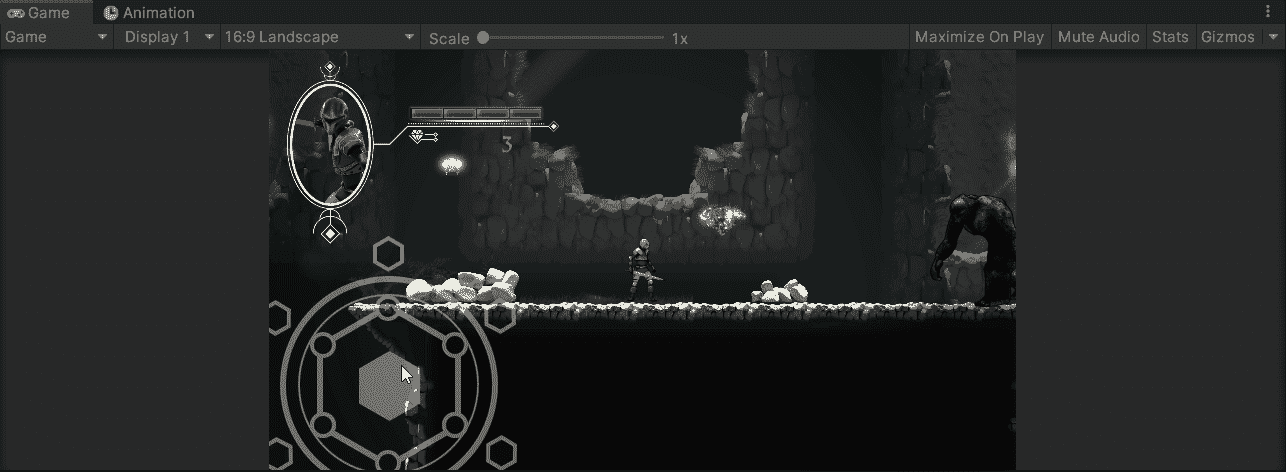 Game Animation
Game Display 1 16:9 Landscape Scale 1x Maximize On Play Mute Audio Stats Gizmos
3